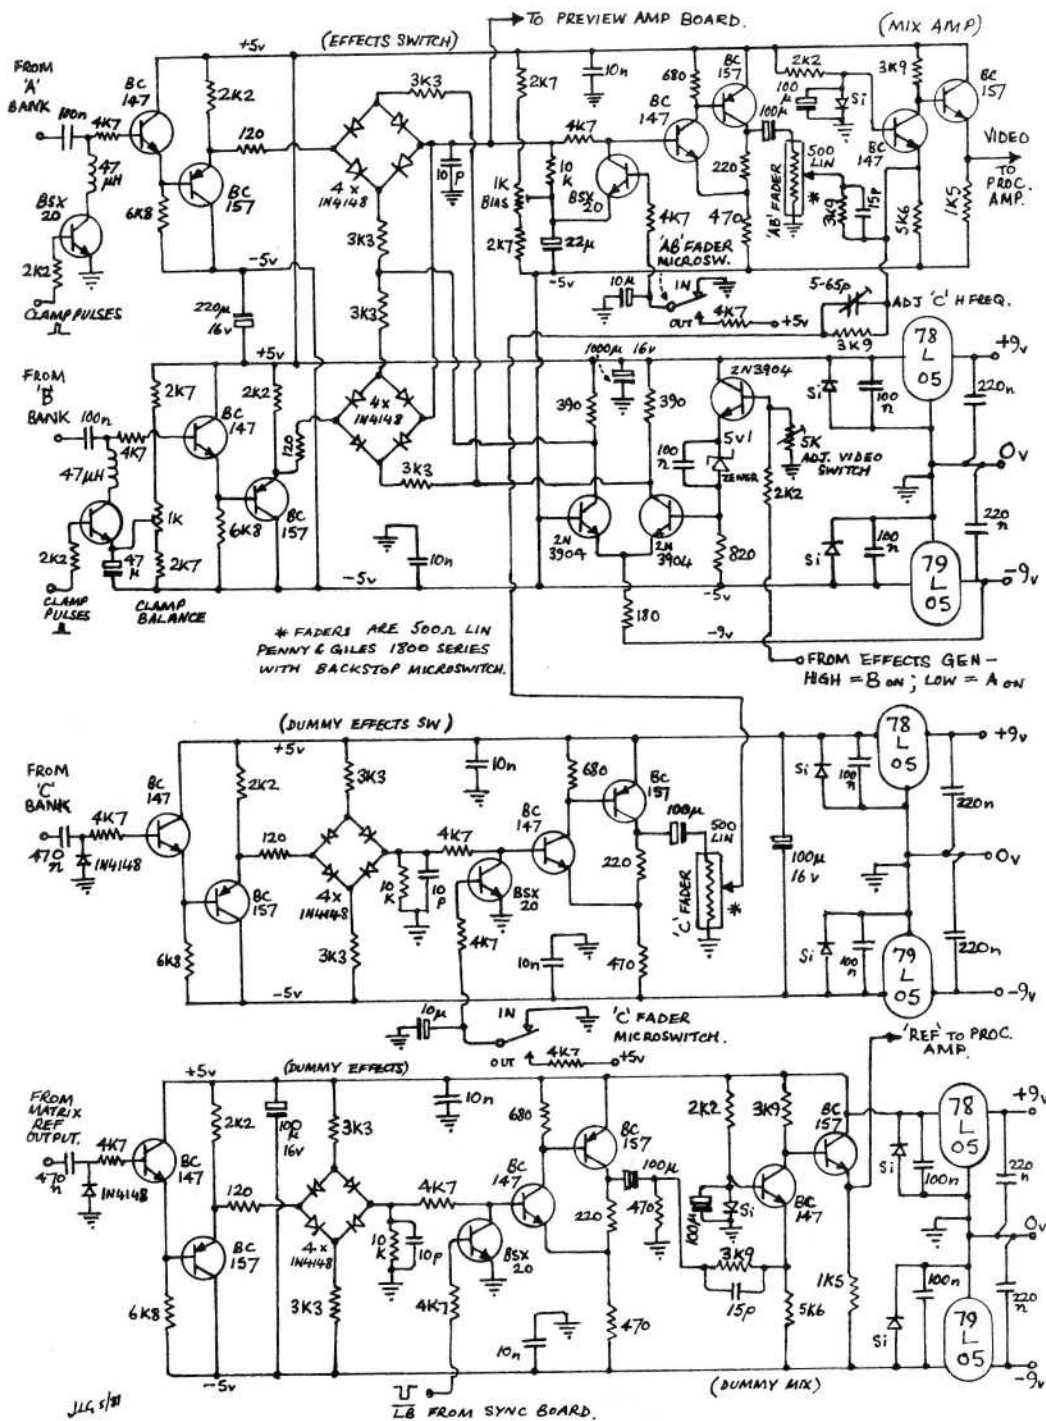 TO PREVIEW AMP BOARD.
(EFFECTS SWITCH)
(MIX AMP)
+5v
FROM
'A'
BANK
100n
4K7
BC
147
2K2
120
47
μH
BSX
20
2K2
CLAMP PULSES
6K8
BC
157
-5v
3K3
4 x
1N4148
10p
3K3
3K3
2K7
1K
BIAS
2K7
10n
4K7
10
K
BSX
20
22μ
-5v
680
BC
147
BC
157
100μ
220
470
4K7
'AB' FADER
MICROSW.
500
LIN
'AB' FADER
*
2K2
100
μ
Si
3K9
BC
147
BC
157
3K9
15p
5K6
1K5
VIDEO
TO
PROC.
AMP.
10μ
IN
OUT
4K7
+5v
5-65p
ADJ 'C' H FREQ.
3K9
220μ
16v
+5v
FROM
'B'
BANK
100n
4K7
47μH
2K7
BC
147
2K2
120
4x
1N4148
3K3
1K
6K8
BC
157
2K2
47
μ
2K7
CLAMP
PULSES
CLAMP
BALANCE
10n
-5v
1000μ 16v
390
390
2N3904
5v1
ZENER
100
n
5K
ADJ. VIDEO
SWITCH
2K2
2N
3904
2N
3904
820
-5v
180
-9v
Si
100
n
78
L
05
+9v
220n
0v
220
n
Si
100
n
79
L
05
-9v
* FADERS ARE 500Ω LIN
PENNY & GILES 1800 SERIES
WITH BACKSTOP MICROSWITCH.
FROM EFFECTS GEN-
HIGH = B ON; LOW = A ON
(DUMMY EFFECTS SW)
+5v
FROM
'C'
BANK
470
n
4K7
1N4148
BC
147
2K2
120
BC
157
6K8
3K3
4x
1N4148
3K3
10
K
10
p
10n
4K7
BSX
20
4K7
BC
147
680
BC
157
220
100μ
500
LIN
'C' FADER
*
470
10n
-5v
100μ
16v
Si
100
n
78
L
05
+9v
220n
0v
220n
Si
100
n
79
L
05
-9v
10μ
IN
'C' FADER
MICROSWITCH.
OUT
4K7
+5v
'REF' TO PROC.
AMP.
+5v
(DUMMY EFFECTS)
FROM
MATRIX
REF
OUTPUT.
470
n
4K7
1N4148
BC
147
2K2
100
μ
16v
120
BC
157
6K8
3K3
4x
1N4148
3K3
10
K
10p
10n
4K7
BSX
20
4K7
680
BC
147
BC
157
220
470
100μ
470
10n
2K2
3K9
BC
157
100μ
Si
BC
147
3K9
15p
5K6
1K5
Si
100n
78
L
05
+9v
220
n
0v
220
n
Si
100n
79
L
05
-9v
-5v
(DUMMY MIX)
JLG 5/81
LB FROM SYNC BOARD.